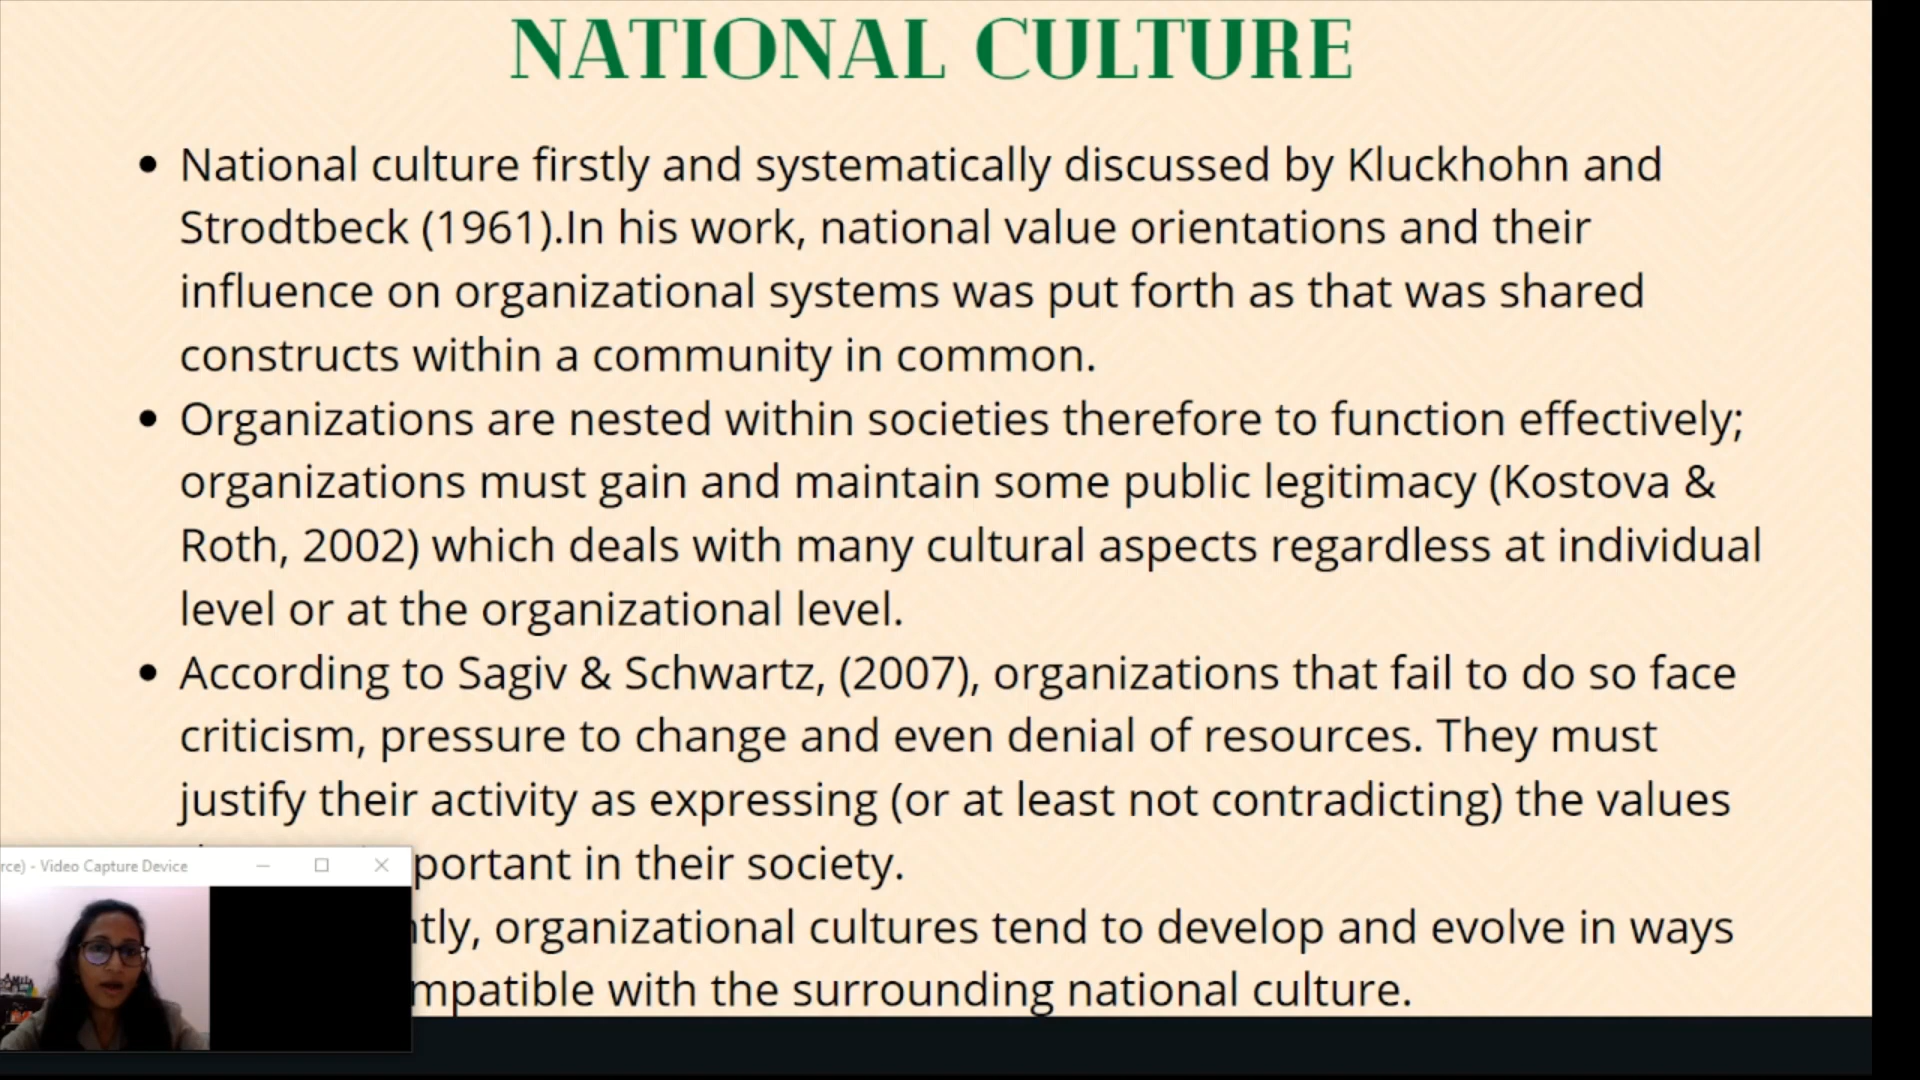 NATIONAL CULTURE
• National culture firstly and systematically discussed by Kluckhohn and
Strodtbeck (1961).In his work, national value orientations and their
influence on organizational systems was put forth as that was shared
constructs within a community in common.
• Organizations are nested within societies therefore to function effectively;
organizations must gain and maintain some public legitimacy (Kostova &
Roth, 2002) which deals with many cultural aspects regardless at individual
level or at the organizational level.
• According to Sagiv & Schwartz, (2007), organizations that fail to do so face
criticism, pressure to change and even denial of resources. They must
justify their activity as expressing (or at least not contradicting) the values
portant in their society.
ntly, organizational cultures tend to develop and evolve in ways
mpatible with the surrounding national culture.
rce) - Video Capture Device